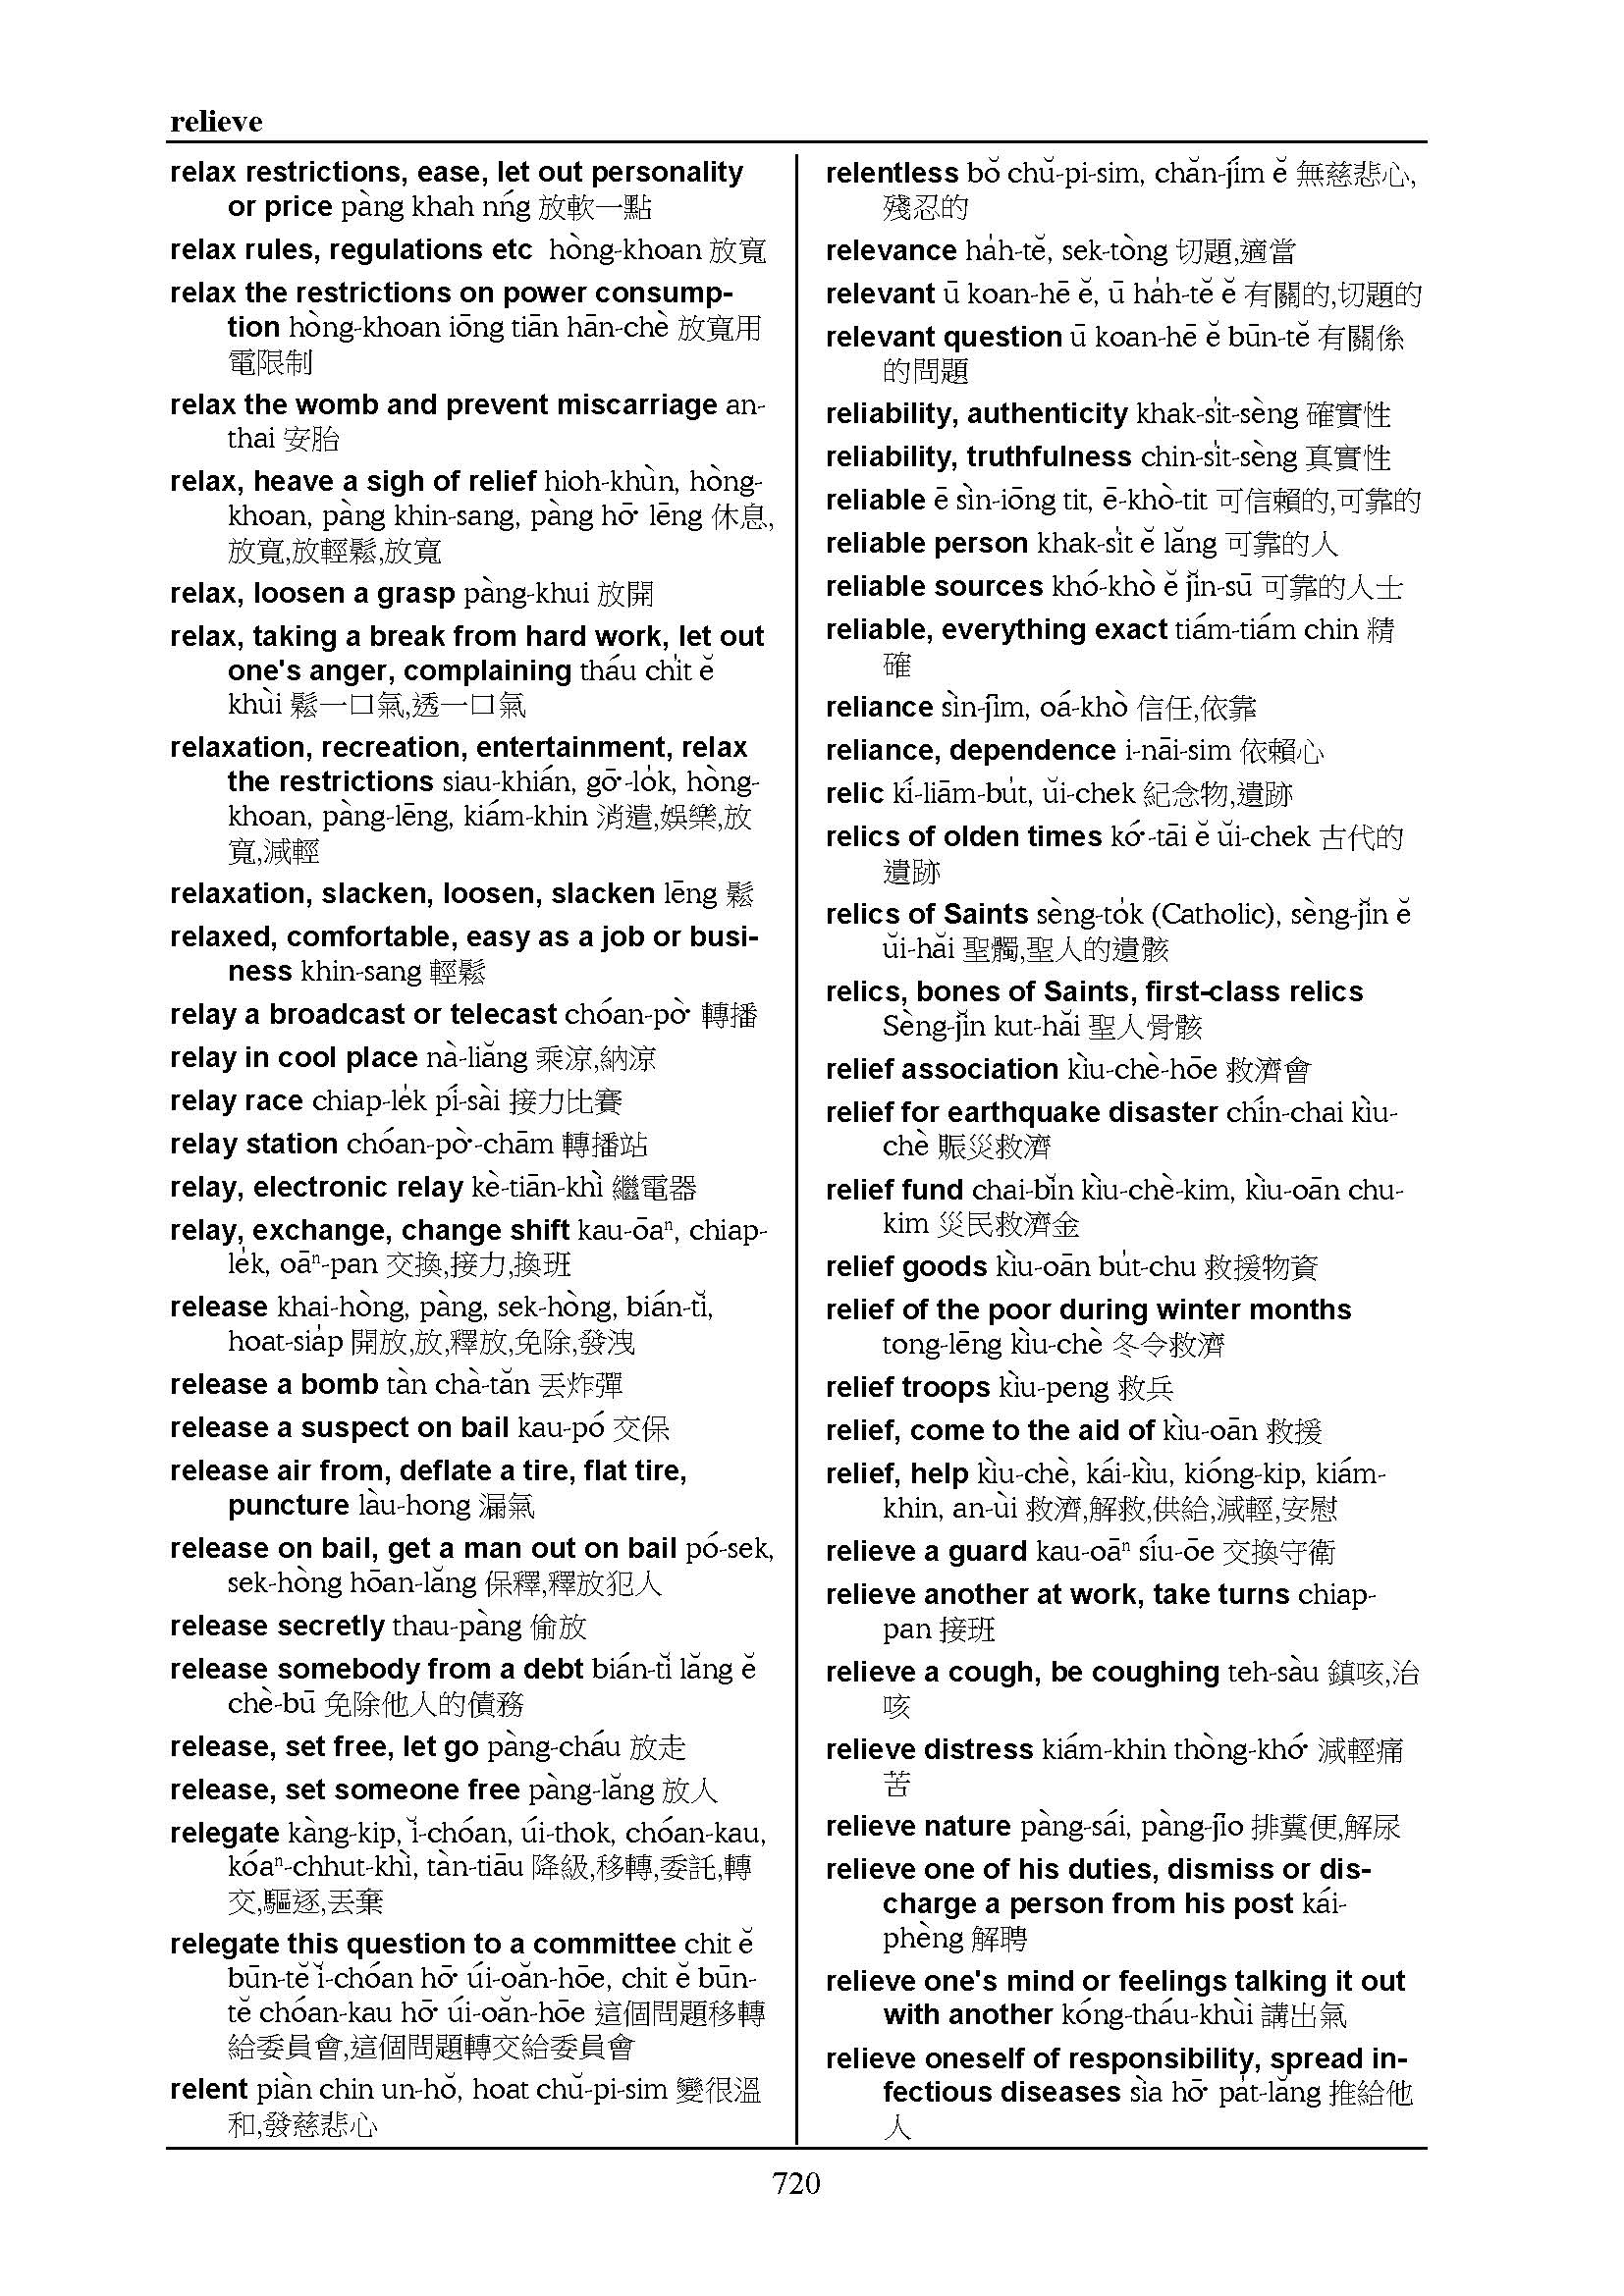 relieve
relax restrictions, ease, let out personality
or price pàng khah nńg 放軟一點
relax rules, regulations etc hòng-khoan 放寬
relax the restrictions on power consump-
tion hòng-khoan iōng tiān hān-chè 放寬用
電限制
relax the womb and prevent miscarriage an-
thai 安胎
relax, heave a sigh of relief hioh-khùn, hòng-
khoan, pàng khin-sang, pàng hō͘ lēng 休息,
放寬,放輕鬆,放寬
relax, loosen a grasp pàng-khui 放開
relax, taking a break from hard work, let out
one's anger, complaining tháu chi̍t ĕ
khùi 鬆一口氣,透一口氣
relaxation, recreation, entertainment, relax
the restrictions siau-khián, gō͘-lo̍k, hòng-
khoan, pàng-lēng, kiám-khin 消遣,娛樂,放
寬,減輕
relaxation, slacken, loosen, slacken lēng 鬆
relaxed, comfortable, easy as a job or busi-
ness khin-sang 輕鬆
relay a broadcast or telecast chóan-pò͘ 轉播
relay in cool place nà-liăng 乘涼,納涼
relay race chiap-le̍k pí-sài 接力比賽
relay station chóan-pò͘-chām 轉播站
relay, electronic relay kè-tiān-khì 繼電器
relay, exchange, change shift kau-ōaⁿ, chiap-
le̍k, oāⁿ-pan 交換,接力,換班
release khai-hòng, pàng, sek-hòng, bián-tĭ,
hoat-sia̍p 開放,放,釋放,免除,發洩
release a bomb tàn chà-tăn 丟炸彈
release a suspect on bail kau-pó 交保
release air from, deflate a tire, flat tire,
puncture làu-hong 漏氣
release on bail, get a man out on bail pó-sek,
sek-hòng hōan-lăng 保釋,釋放犯人
release secretly thau-pàng 偷放
release somebody from a debt bián-tĭ lăng ĕ
chè-bū 免除他人的債務
release, set free, let go pàng-cháu 放走
release, set someone free pàng-lăng 放人
relegate kàng-kip, ĭ-chóan, úi-thok, chóan-kau,
kóaⁿ-chhut-khì, tàn-tiāu 降級,移轉,委託,轉
交,驅逐,丟棄
relegate this question to a committee chit ĕ
būn-tĕ ĭ-chóan hō͘ úi-oăn-hōe, chit ĕ būn-
tĕ chóan-kau hō͘ úi-oăn-hōe 這個問題移轉
給委員會,這個問題轉交給委員會
relent piàn chin un-hŏ, hoat chŭ-pi-sim 變很溫
和,發慈悲心
relentless bŏ chŭ-pi-sim, chăn-jím ĕ 無慈悲心,
殘忍的
relevance ha̍h-tĕ, sek-tòng 切題,適當
relevant ū koan-hē ĕ, ū ha̍h-tĕ ĕ 有關的,切題的
relevant question ū koan-hē ĕ būn-tĕ 有關係
的問題
reliability, authenticity khak-si̍t-sèng 確實性
reliability, truthfulness chin-si̍t-sèng 真實性
reliable ē sìn-iōng tit, ē-khò-tit 可信賴的,可靠的
reliable person khak-si̍t ĕ lăng 可靠的人
reliable sources khó-khò ĕ jĭn-sū 可靠的人士
reliable, everything exact tiám-tiám chin 精
確
reliance sìn-jīm, oá-khò 信任,依靠
reliance, dependence i-nāi-sim 依賴心
relic kí-liām-bu̍t, ŭi-chek 紀念物,遺跡
relics of olden times kó͘-tāi ĕ ŭi-chek 古代的
遺跡
relics of Saints sèng-to̍k (Catholic), sèng-jĭn ĕ
ŭi-hăi 聖髑,聖人的遺骸
relics, bones of Saints, first-class relics
Sèng-jĭn kut-hăi 聖人骨骸
relief association kìu-chè-hōe 救濟會
relief for earthquake disaster chín-chai kìu-
chè 賑災救濟
relief fund chai-bĭn kìu-chè-kim, kìu-oān chu-
kim 災民救濟金
relief goods kìu-oān bu̍t-chu 救援物資
relief of the poor during winter months
tong-lēng kìu-chè 冬令救濟
relief troops kìu-peng 救兵
relief, come to the aid of kìu-oān 救援
relief, help kìu-chè, kái-kìu, kióng-kip, kiám-
khin, an-ùi 救濟,解救,供給,減輕,安慰
relieve a guard kau-oāⁿ síu-ōe 交換守衛
relieve another at work, take turns chiap-
pan 接班
relieve a cough, be coughing teh-sàu 鎮咳,治
咳
relieve distress kiám-khin thòng-khó͘ 減輕痛
苦
relieve nature pàng-sái, pàng-jīo 排糞便,解尿
relieve one of his duties, dismiss or dis-
charge a person from his post kái-
phèng 解聘
relieve one's mind or feelings talking it out
with another kóng-tháu-khùi 講出氣
relieve oneself of responsibility, spread in-
fectious diseases sìa hō͘ pa̍t-lăng 推給他
人
720